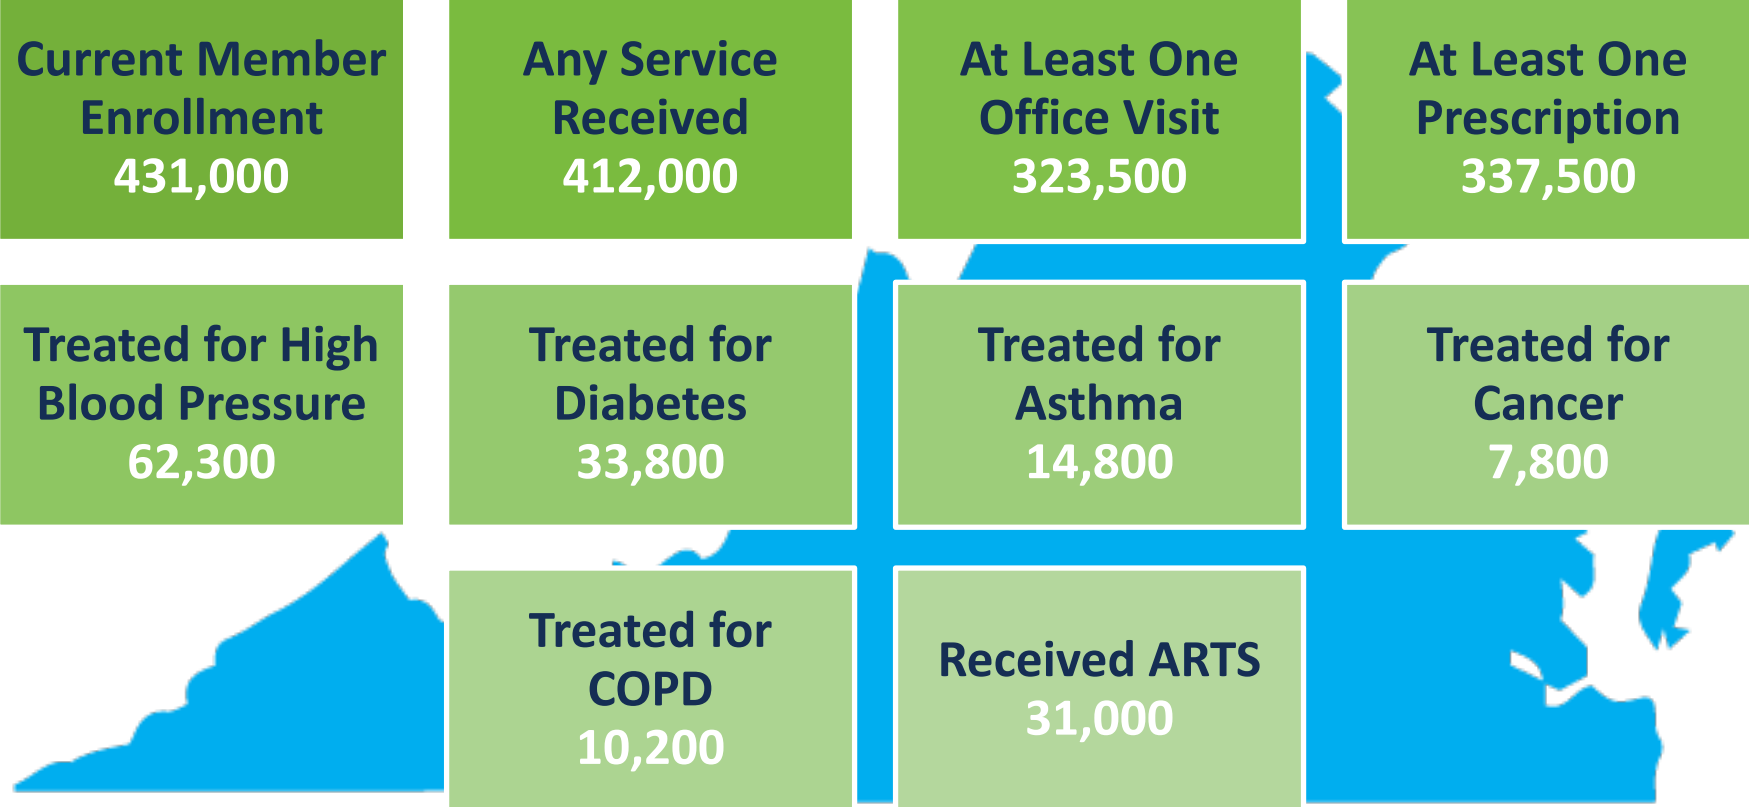 Current Member
Enrollment
431,000
Any Service
Received
412,000
At Least One
Office Visit
323,500
At Least One
Prescription
337,500
Treated for High
Blood Pressure
62,300
Treated for
Diabetes
33,800
Treated for
Asthma
14,800
Treated for
Cancer
7,800
Treated for
COPD
10,200
Received ARTS
31,000